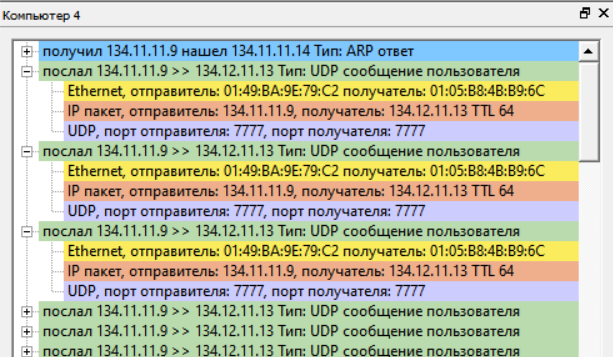 Компьютер 4
получил 134.11.11.9 нашел 134.11.11.14 Тип: ARP ответ
послал 134.11.11.9 >> 134.12.11.13 Тип: UDP сообщение пользователя
Ethernet, отправитель: 01:49:BA:9E:79:C2 получатель: 01:05:B8:4B:B9:6C
IP пакет, отправитель: 134.11.11.9, получатель: 134.12.11.13 TTL 64
UDP, порт отправителя: 7777, порт получателя: 7777
послал 134.11.11.9 >> 134.12.11.13 Тип: UDP сообщение пользователя
Ethernet, отправитель: 01:49:BA:9E:79:C2 получатель: 01:05:B8:4B:B9:6C
IP пакет, отправитель: 134.11.11.9, получатель: 134.12.11.13 TTL 64
UDP, порт отправителя: 7777, порт получателя: 7777
послал 134.11.11.9 >> 134.12.11.13 Тип: UDP сообщение пользователя
Ethernet, отправитель: 01:49:BA:9E:79:C2 получатель: 01:05:B8:4B:B9:6C
IP пакет, отправитель: 134.11.11.9, получатель: 134.12.11.13 TTL 64
UDP, порт отправителя: 7777, порт получателя: 7777
послал 134.11.11.9 >> 134.12.11.13 Тип: UDP сообщение пользователя
послал 134.11.11.9 >> 134.12.11.13 Тип: UDP сообщение пользователя
послал 134.11.11.9 >> 134.12.11.13 Тип: UDP сообщение пользователя